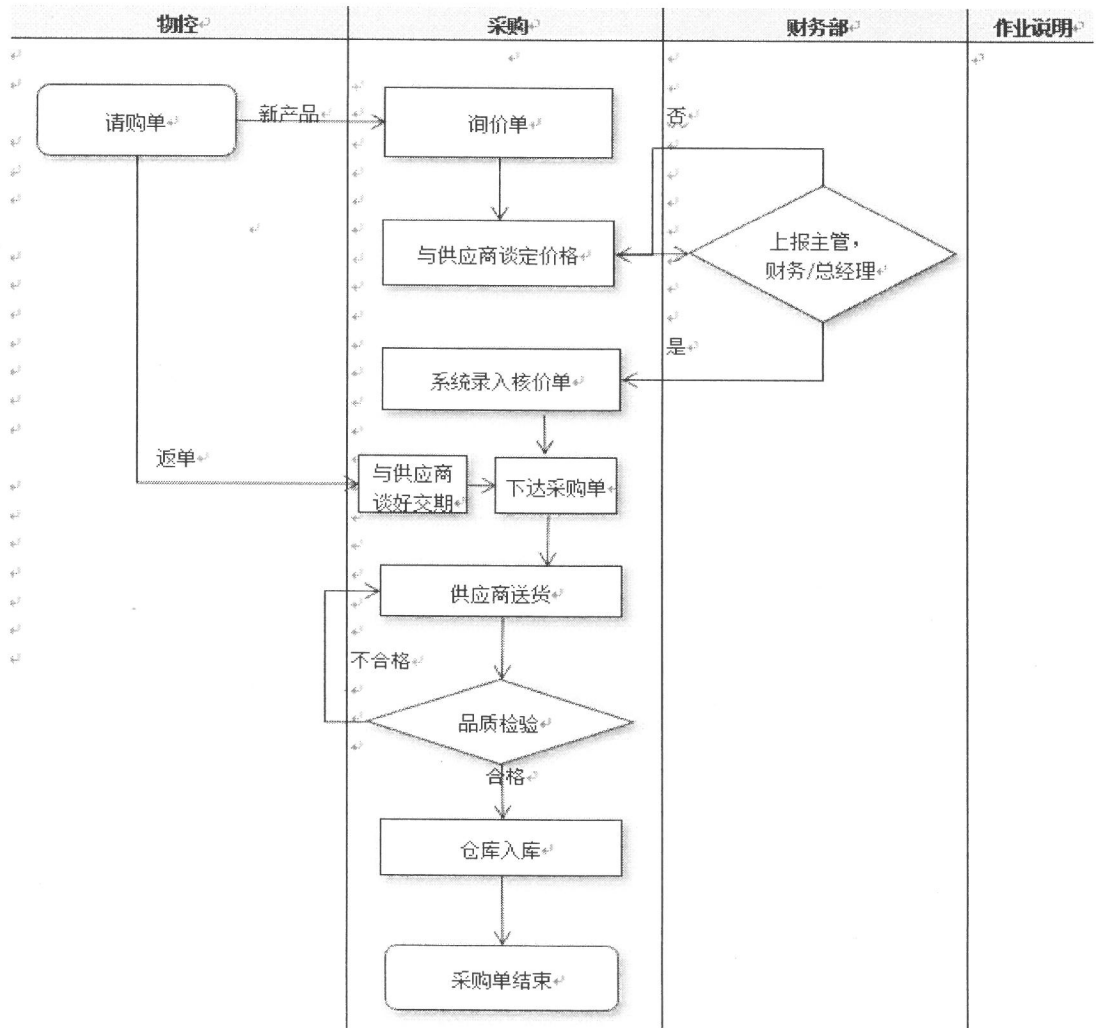 物控 采购 财务部 作业说明
请购单
新产品
询价单
否
与供应商谈定价格
上报主管，
财务/总经理
是
系统录入核价单
返单
与供应商
谈好交期
下达采购单
供应商送货
不合格
品质检验
合格
仓库入库
采购单结束